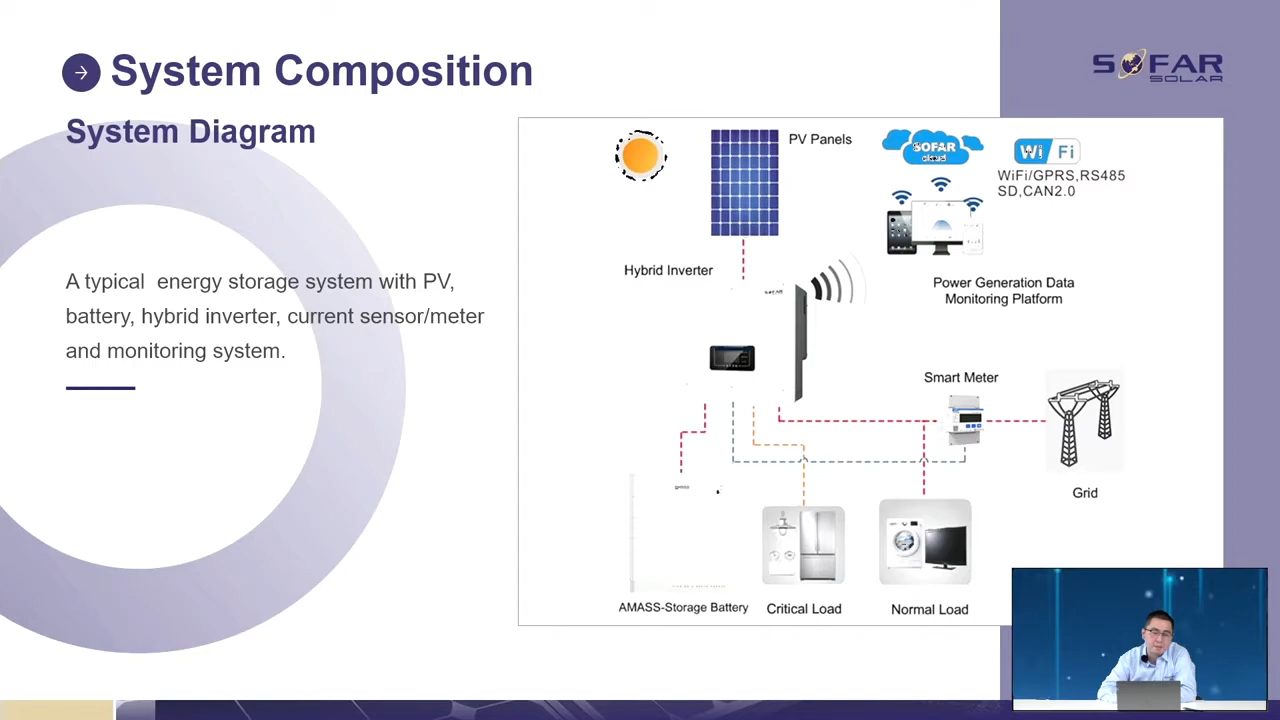 System Composition
SOFAR
SOLAR
System Diagram
PV Panels
SOFAR
Wi Fi
WiFi/GPRS,RS485
SD,CAN2.0
A typical energy storage system with PV,
battery, hybrid inverter, current sensor/meter
and monitoring system.
Hybrid Inverter
SOFAR
Power Generation Data
Monitoring Platform
Smart Meter
Grid
AMASS-Storage Battery
Critical Load
Normal Load